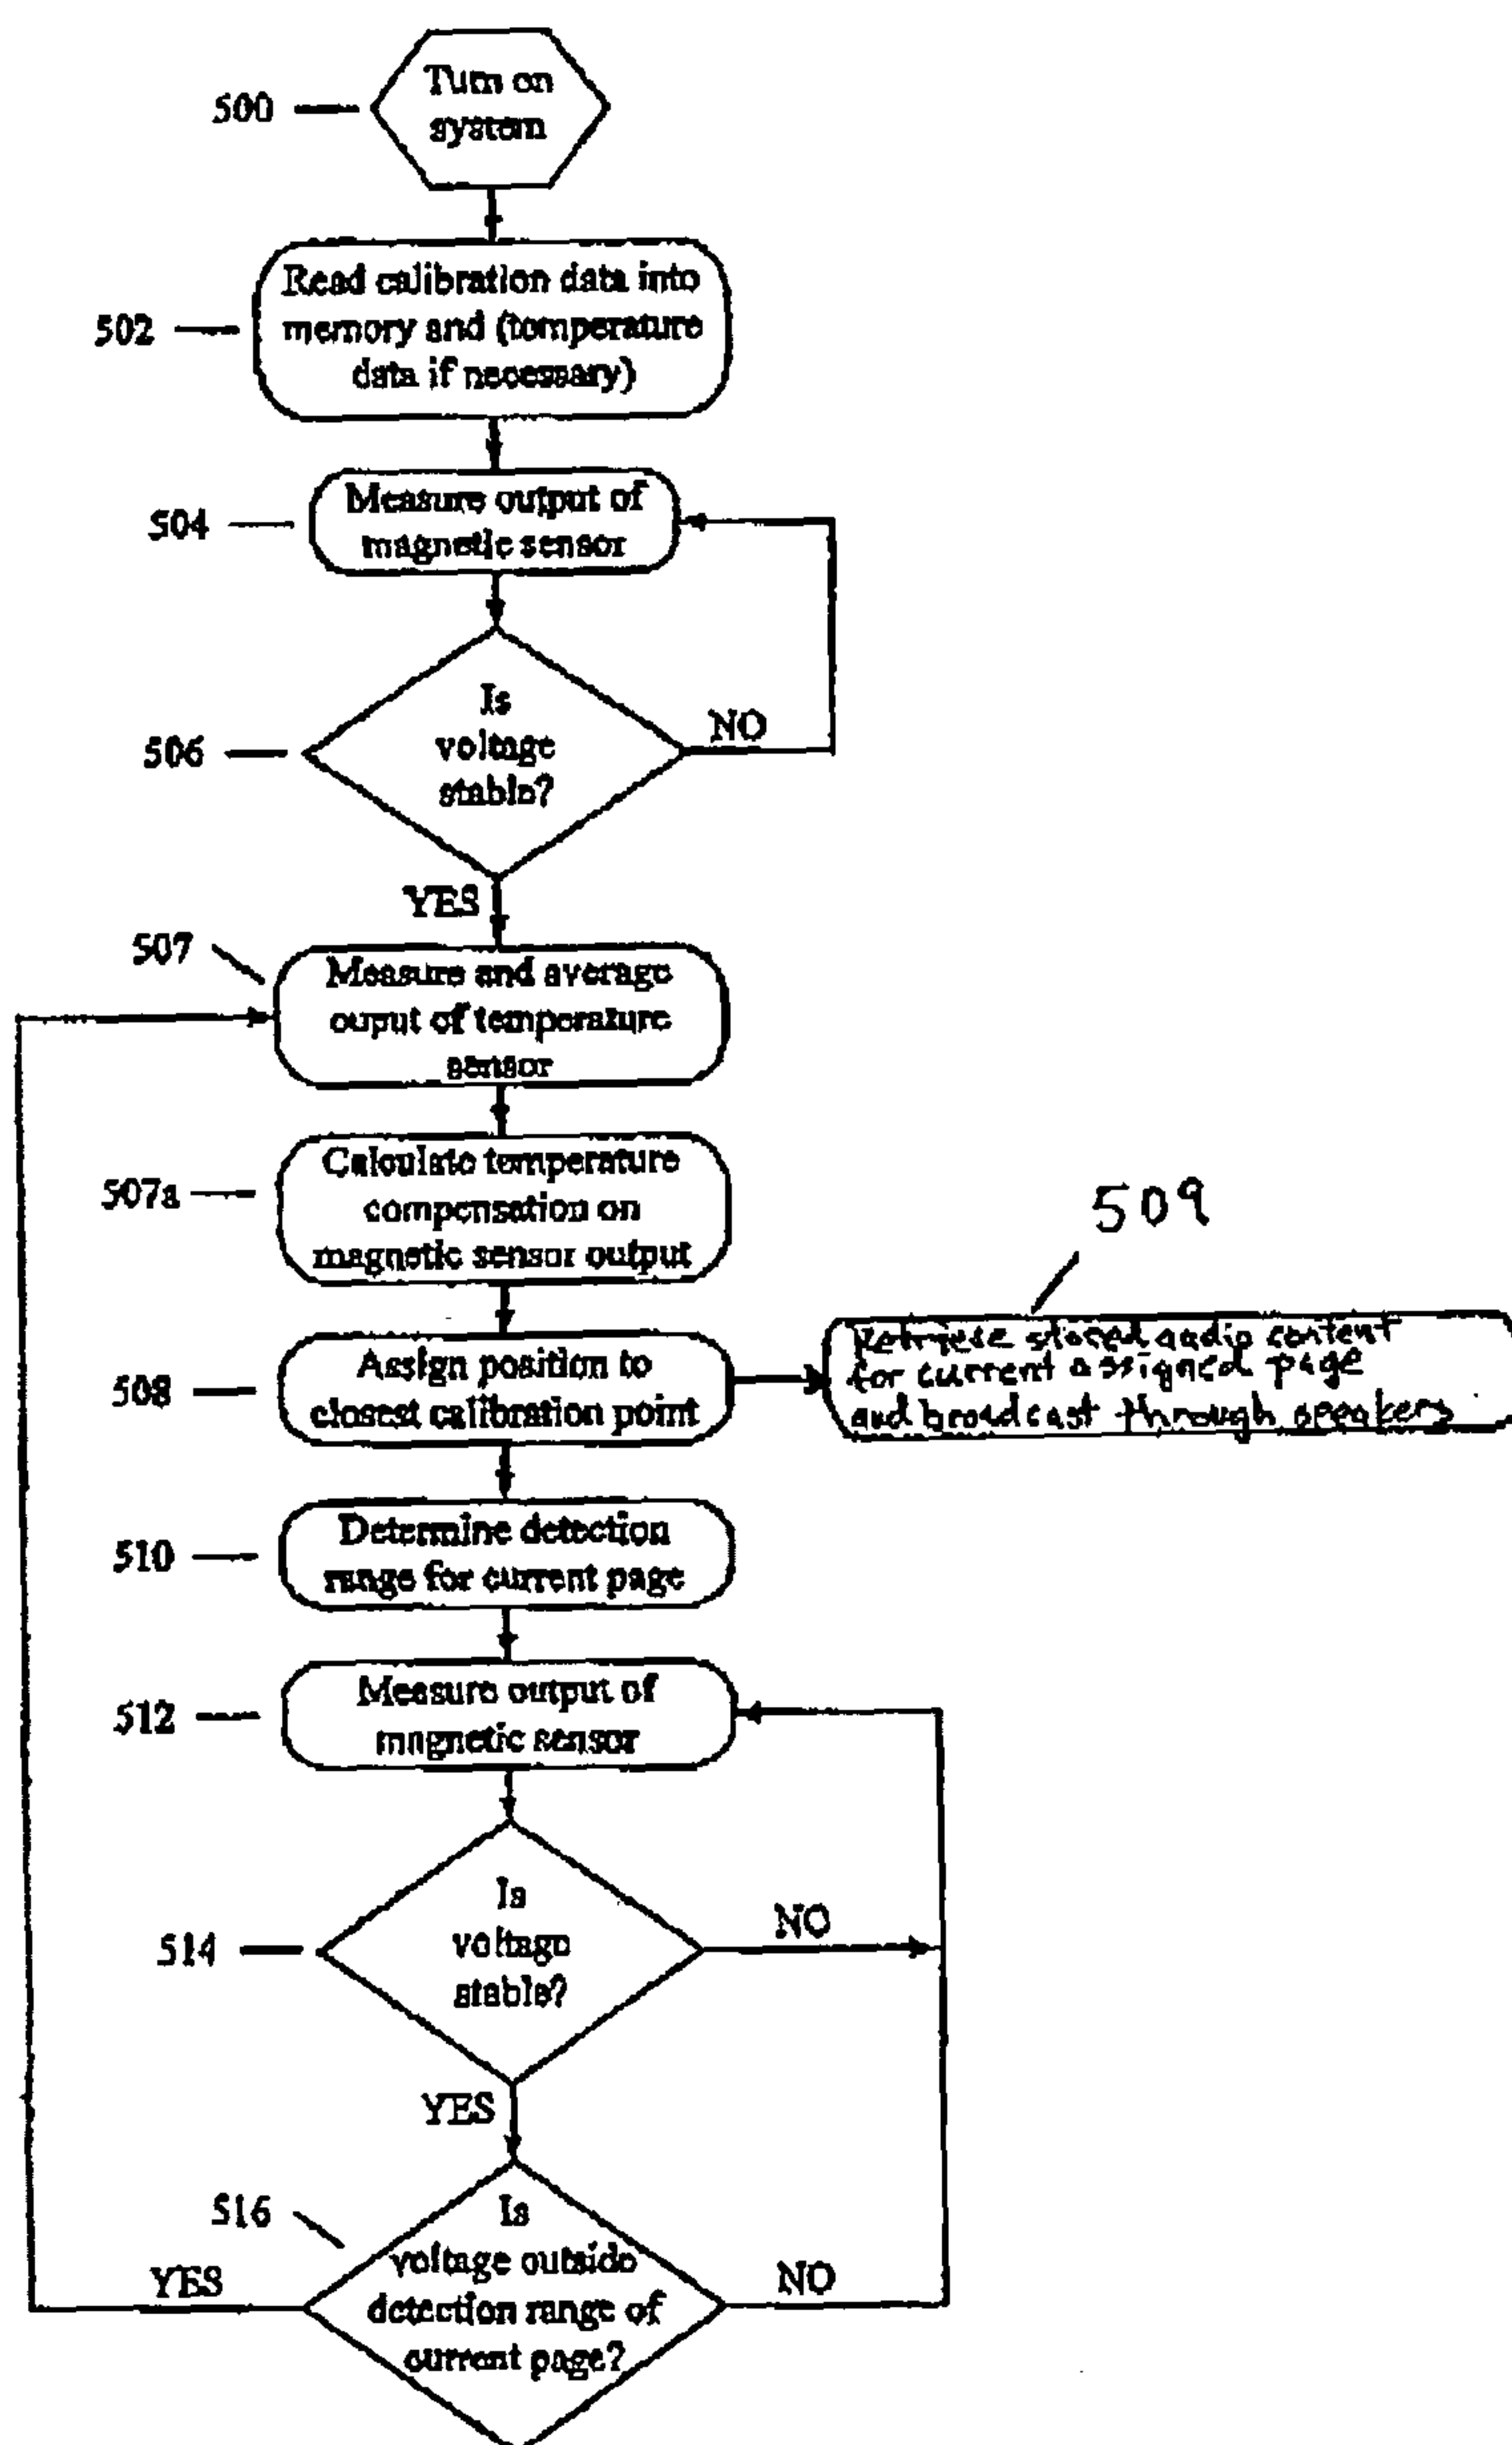 500
Turn on
system
502
Read calibration data into
memory and (temperature
data if necessary)
504
Measure output of
magnetic sensor
506
Is
voltage
stable?
NO
YES
507
Measure and average
ouput of temperature
sensor
507a
Calculate temperature
compensation on
magnetic sensor output
509
508
Assign position to
closest calibration point
Retrieve stored audio content
for current assigned page
and broadcast through speakers
510
Determine detection
range for current page
512
Measure output of
magnetic sensor
514
Is
voltage
stable?
NO
YES
516
Is
voltage outside
detection range of
current page?
YES
NO